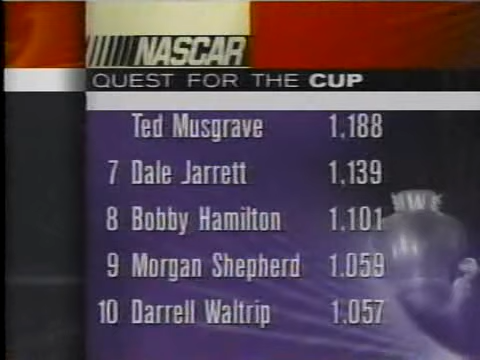 NASCAR
QUEST FOR THE CUP
Ted Musgrave 1,188
7 Dale Jarrett 1,139
8 Bobby Hamilton 1,101
9 Morgan Shepherd 1,059
10 Darrell Waltrip 1,057